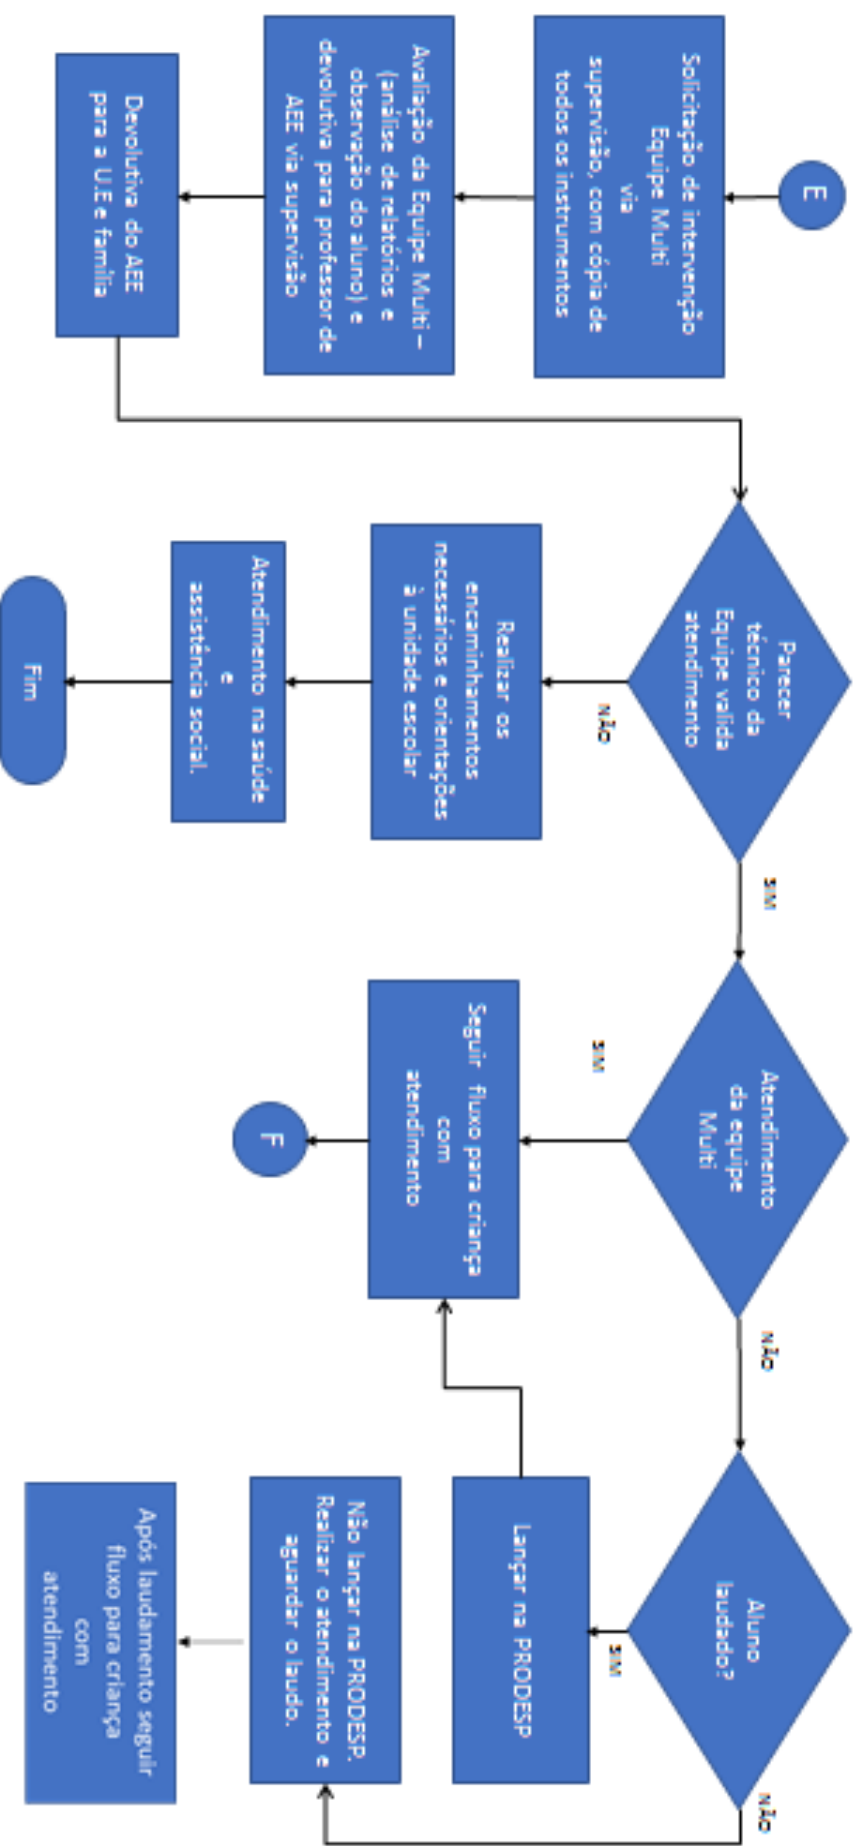 E
Solicitação de intervenção
Equipe Multi
via
supervisão, com cópia de
todos os instrumentos
Avaliação da Equipe Multi –
(análise de relatórios e
observação do aluno) e
devolutiva para professor de
AEE via supervisão
Devolutiva do AEE
para a U.E e família
Parecer
técnico da
Equipe valida
atendimento
NÃO
Realizar os
encaminhamentos
necessários e orientações
à unidade escolar
Atendimento na saúde
e
assistência social.
Fim
SIM
Atendimento
da equipe
Multi
SIM
Seguir fluxo para criança
com
atendimento
F
NÃO
Aluno
laudado?
SIM
Lançar na PRODESP
NÃO
Não lançar na PRODESP.
Realizar o atendimento e
aguardar o laudo.
Após laudamento seguir
fluxo para criança
com
atendimento